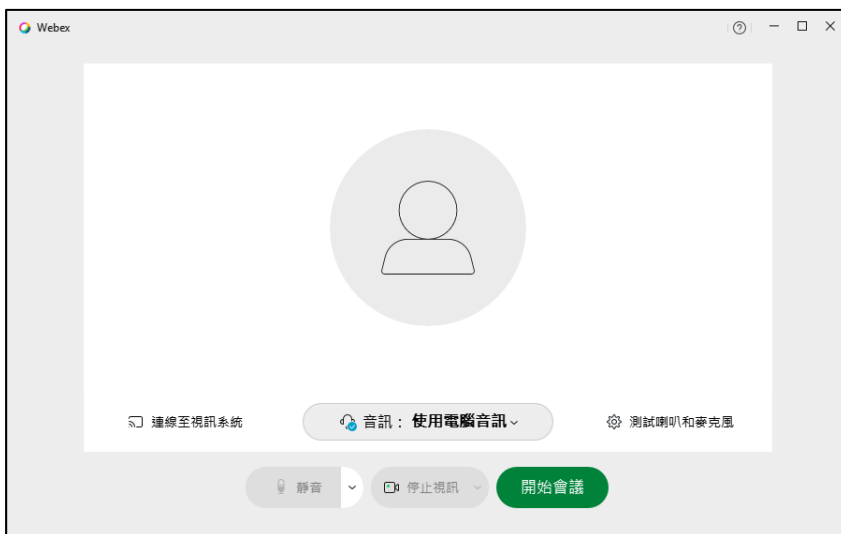 Webex
連線至視訊系統
音訊： 使用電腦音訊
測試喇叭和麥克風
靜音
停止視訊
開始會議